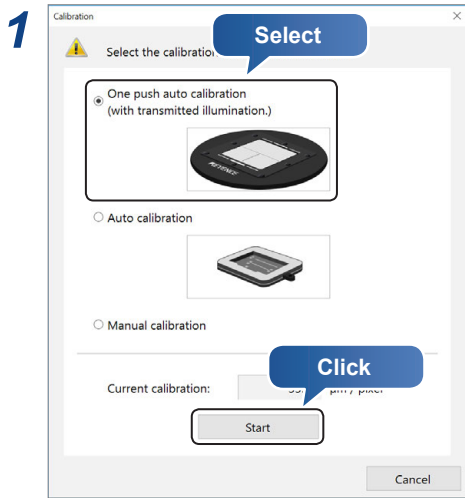 1
Calibration
Select the calibration
Select
One push auto calibration
(with transmitted illumination.)
KEYENCE
Auto calibration
Manual calibration
Click
Current calibration:
µm / pixel
Start
Cancel